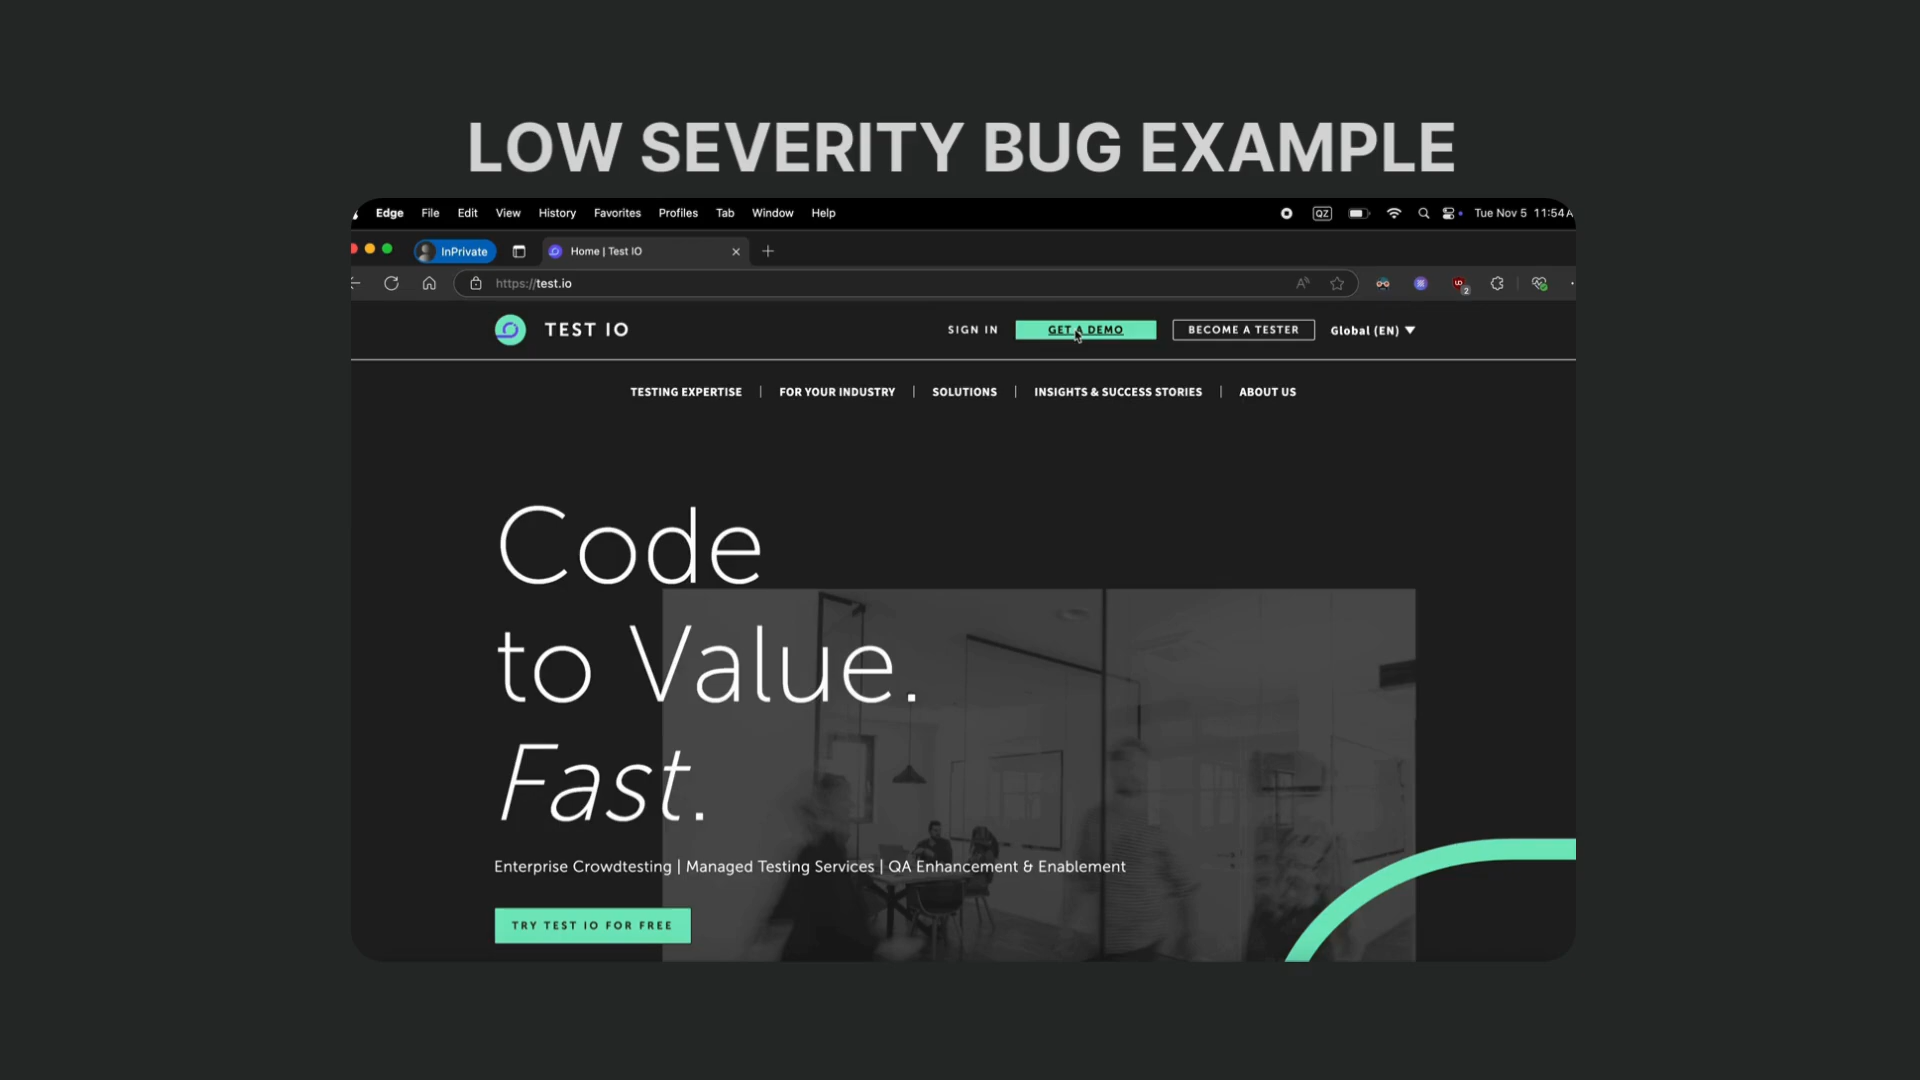 LOW SEVERITY BUG EXAMPLE
Edge File Edit View History Favorites Profiles Tab Window Help QZ Tue Nov 5 11:54A
InPrivate Home | Test IO
https://test.io 2
TEST IO SIGN IN GET A DEMO BECOME A TESTER Global (EN)
TESTING EXPERTISE | FOR YOUR INDUSTRY | SOLUTIONS | INSIGHTS & SUCCESS STORIES | ABOUT US
Code
to Value.
Fast.
Enterprise Crowdtesting | Managed Testing Services | QA Enhancement & Enablement
TRY TEST IO FOR FREE